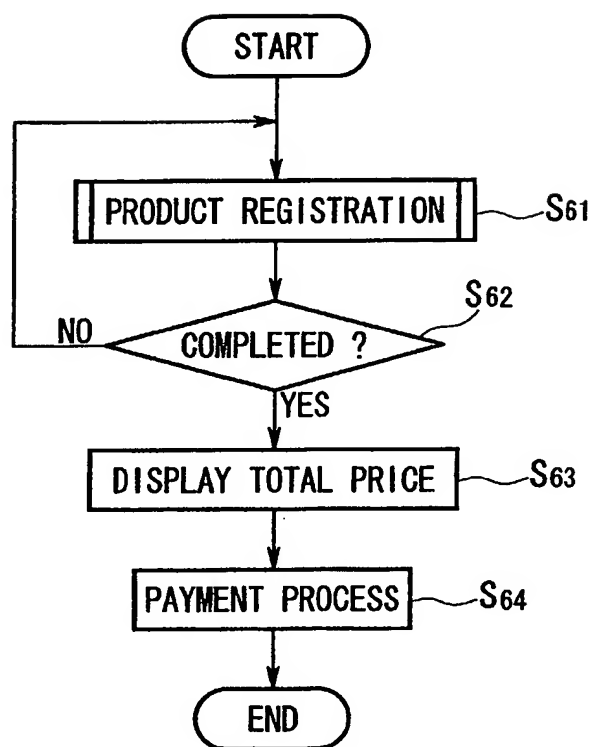 START
PRODUCT REGISTRATION
S61
S62
NO
COMPLETED ?
YES
DISPLAY TOTAL PRICE
S63
PAYMENT PROCESS
S64
END